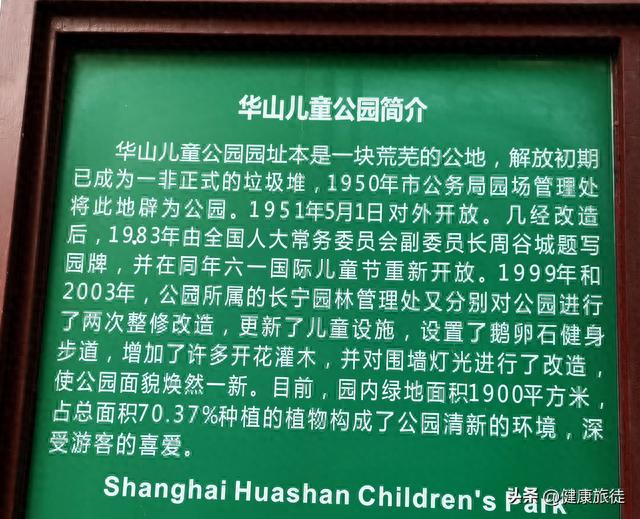 华山儿童公园简介
华山儿童公园园址本是一块荒芜的公地，解放初期
已成为一非正式的垃圾堆，1950年市公务局园场管理处
将此地辟为公园。1951年5月1日对外开放。几经改造
后，1983年由全国人大常务委员会副委员长周谷城题写
园牌，并在同年六一国际儿童节重新开放。1999年和
2003年，公园所属的长宁园林管理处又分别对公园进行
了两次整修改造，更新了儿童设施，设置了鹅卵石健身
步道，增加了许多开花灌木，并对围墙灯光进行了改造，
使公园面貌焕然一新。目前，园内绿地面积1900平方米，
占总面积70.37%种植的植物构成了公园清新的环境，深
受游客的喜爱。
Shanghai Huashan Children's Park
头条 @健康旅徒